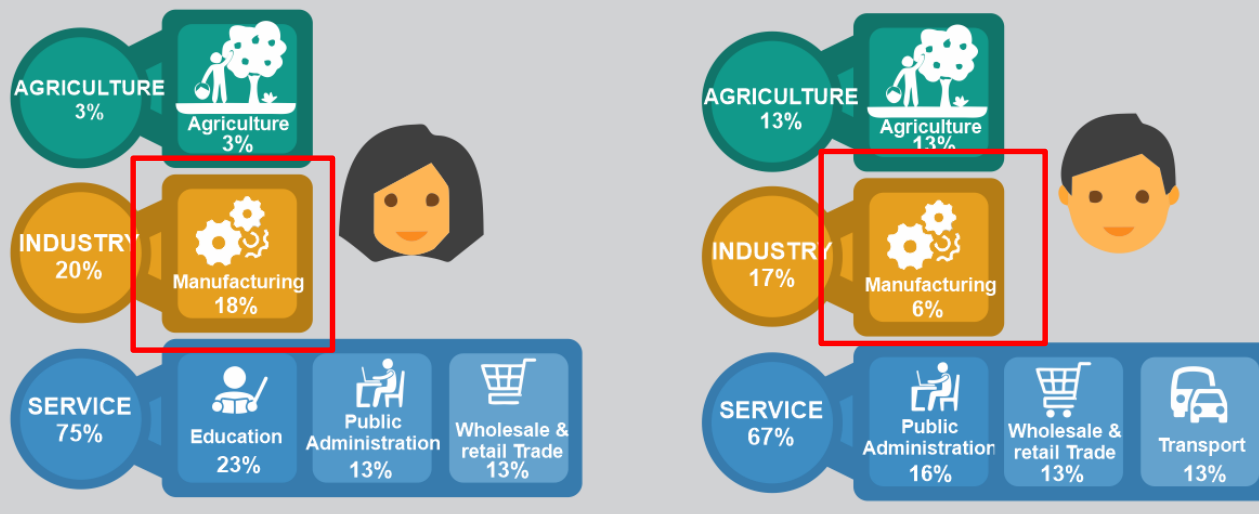 AGRICULTURE
3%
Agriculture
3%
INDUSTRY
20%
Manufacturing
18%
SERVICE
75%
Education
23%
Public
Administration
13%
Wholesale &
retail Trade
13%
AGRICULTURE
13%
Agriculture
13%
INDUSTRY
17%
Manufacturing
6%
SERVICE
67%
Public
Administration
16%
Wholesale &
retail Trade
13%
Transport
13%